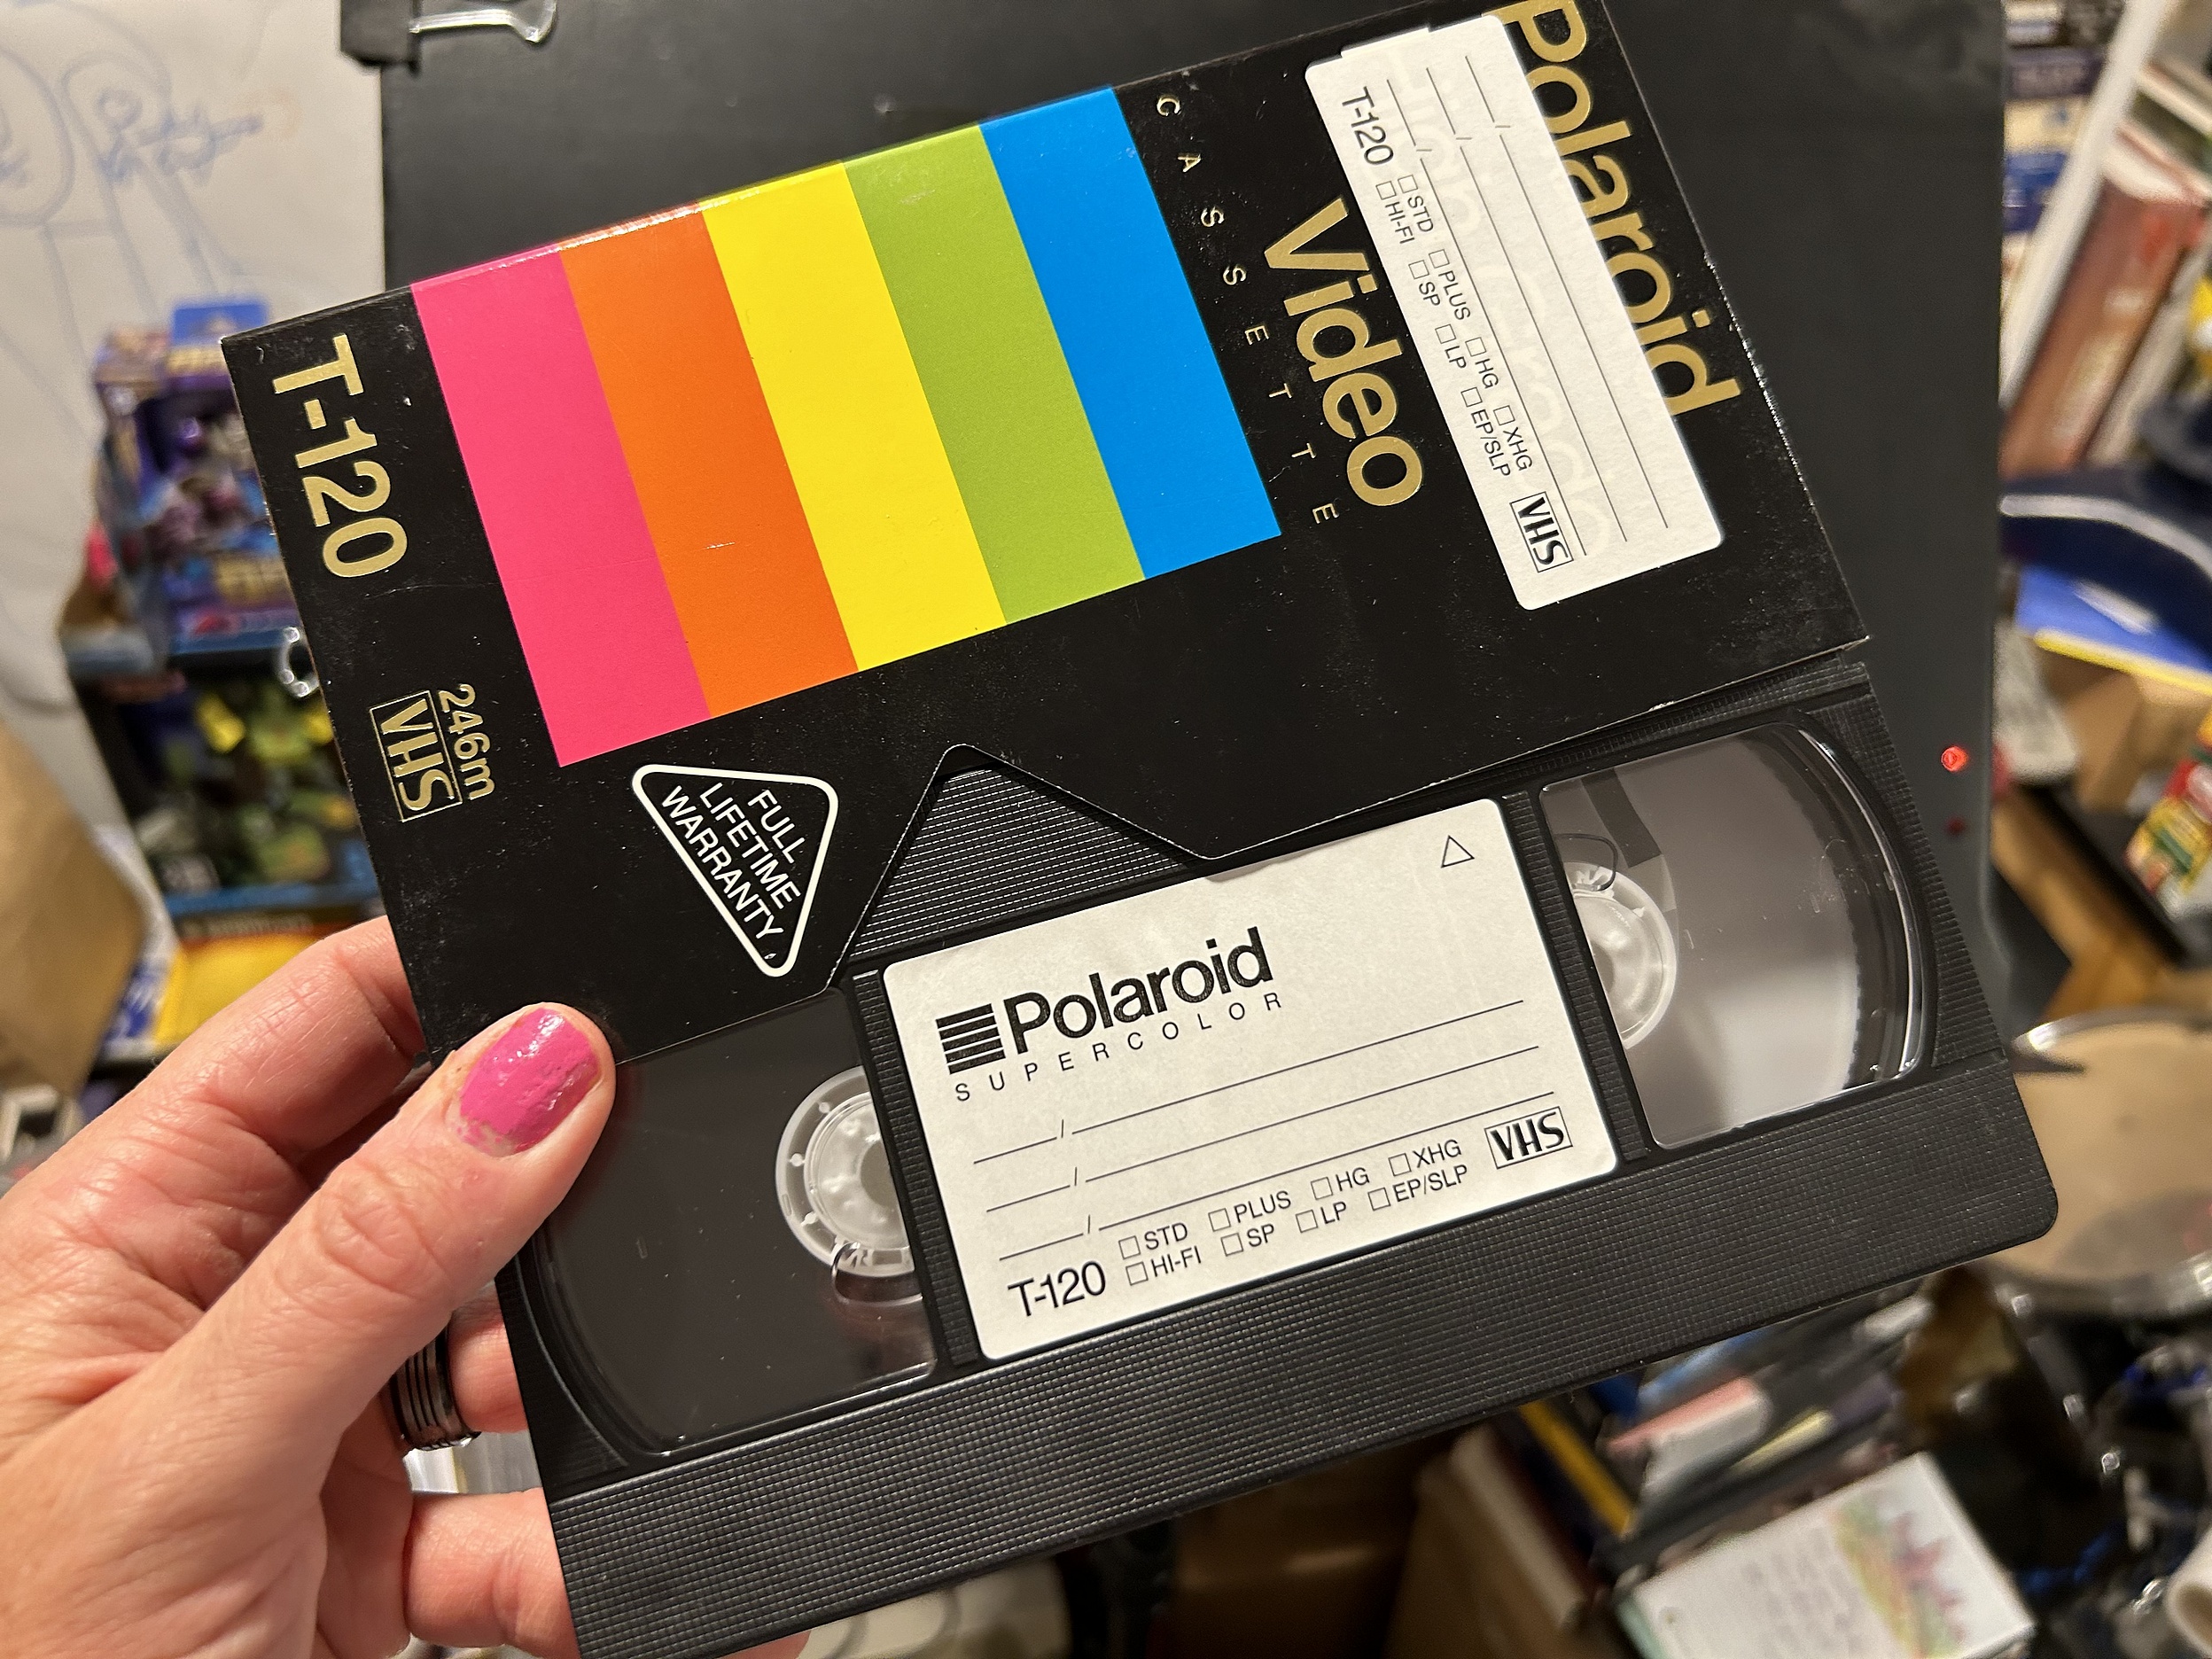 Polaroid
T-120
STD PLUS HG XHG
HI-FI SP LP EP/SLP
VHS
Video
CASSETTE
T-120
246m
VHS
FULL
LIFETIME
WARRANTY
Polaroid
SUPERCOLOR
T-120
STD PLUS HG XHG
HI-FI SP LP EP/SLP
VHS